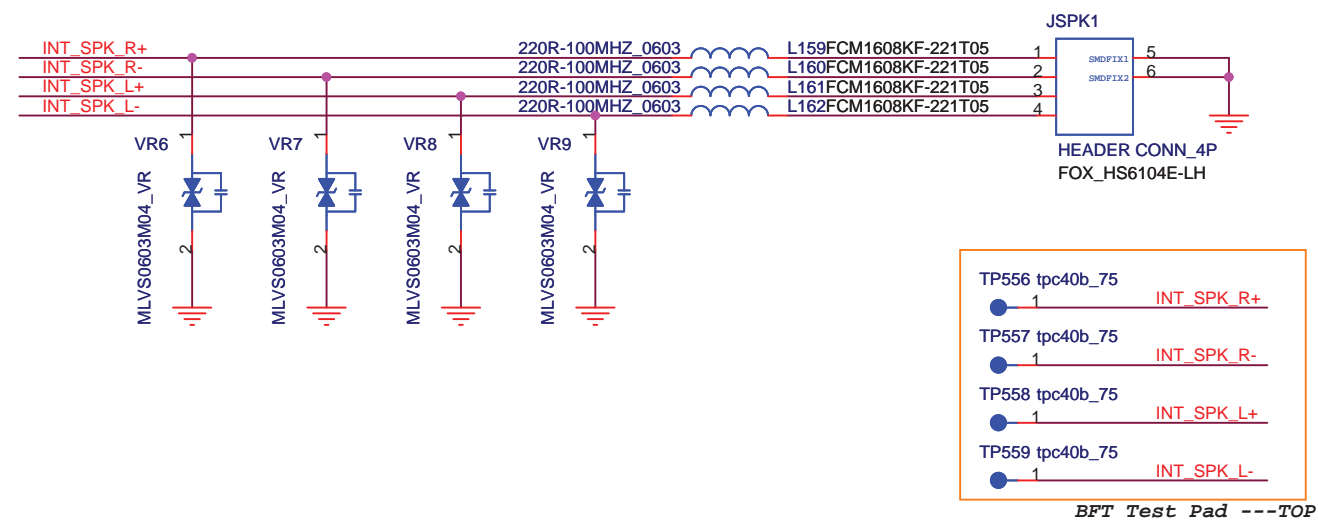 JSPK1
INT_SPK_R+ 220R-100MHZ_0603 L159FCM1608KF-221T05 1 SMDFIX1 5
INT_SPK_R- 220R-100MHZ_0603 L160FCM1608KF-221T05 2 SMDFIX2 6
INT_SPK_L+ 220R-100MHZ_0603 L161FCM1608KF-221T05 3
INT_SPK_L- 220R-100MHZ_0603 L162FCM1608KF-221T05 4
HEADER CONN_4P
FOX_HS6104E-LH
VR6 1 VR7 1 VR8 1 VR9 1
MLVS0603M04_VR
MLVS0603M04_VR
MLVS0603M04_VR
MLVS0603M04_VR
2 2 2 2
TP556 tpc40b_75
1 INT_SPK_R+
TP557 tpc40b_75
1 INT_SPK_R-
TP558 tpc40b_75
1 INT_SPK_L+
TP559 tpc40b_75
1 INT_SPK_L-
BFT Test Pad ---TOP